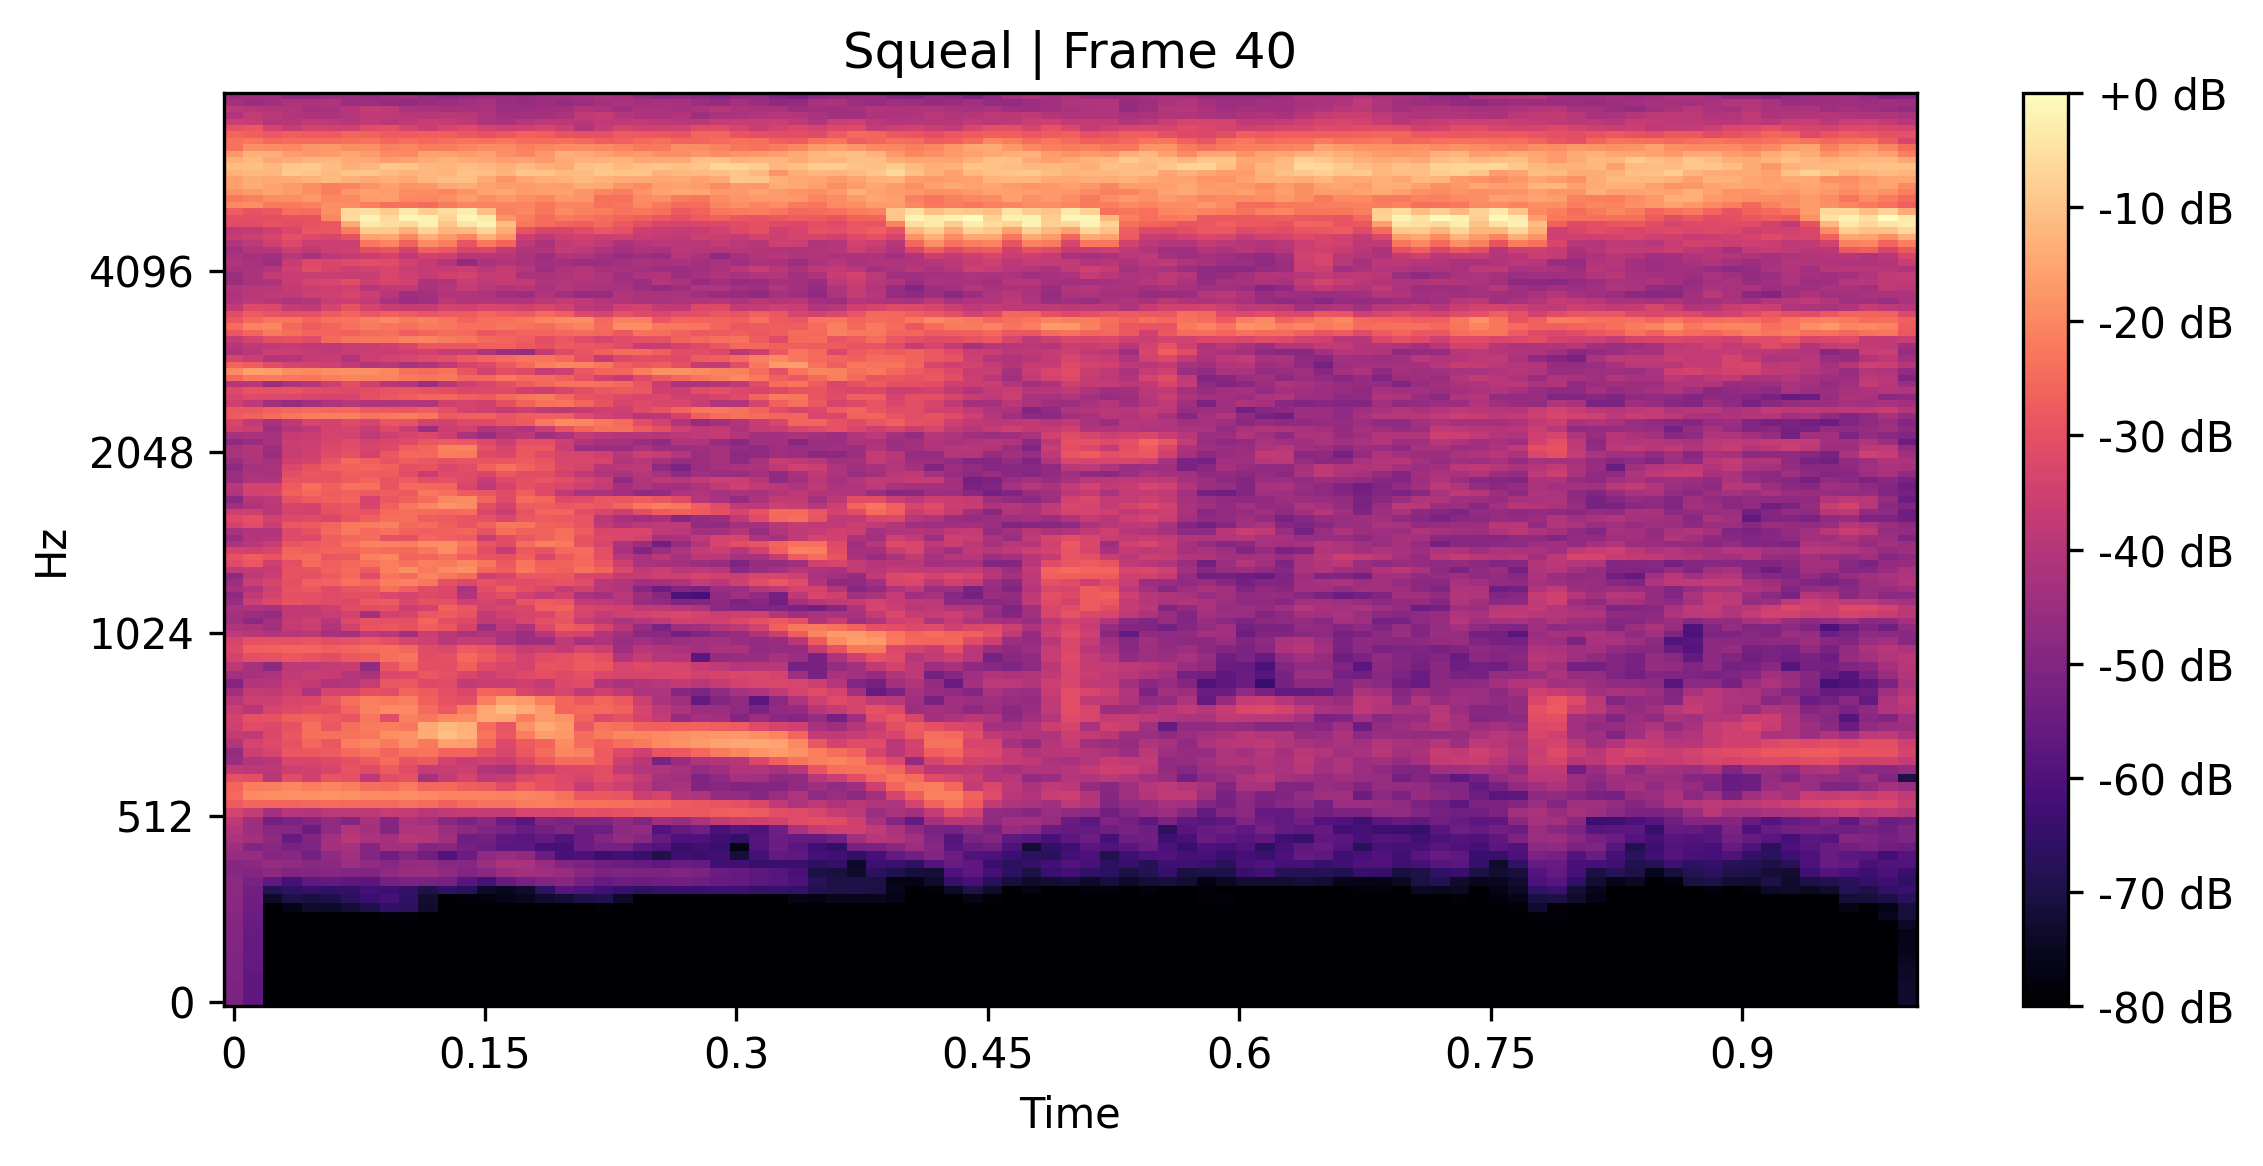 Squeal | Frame 40
Hz
4096
2048
1024
512
0
0
0.15
0.3
0.45
0.6
0.75
0.9
Time
+0 dB
-10 dB
-20 dB
-30 dB
-40 dB
-50 dB
-60 dB
-70 dB
-80 dB